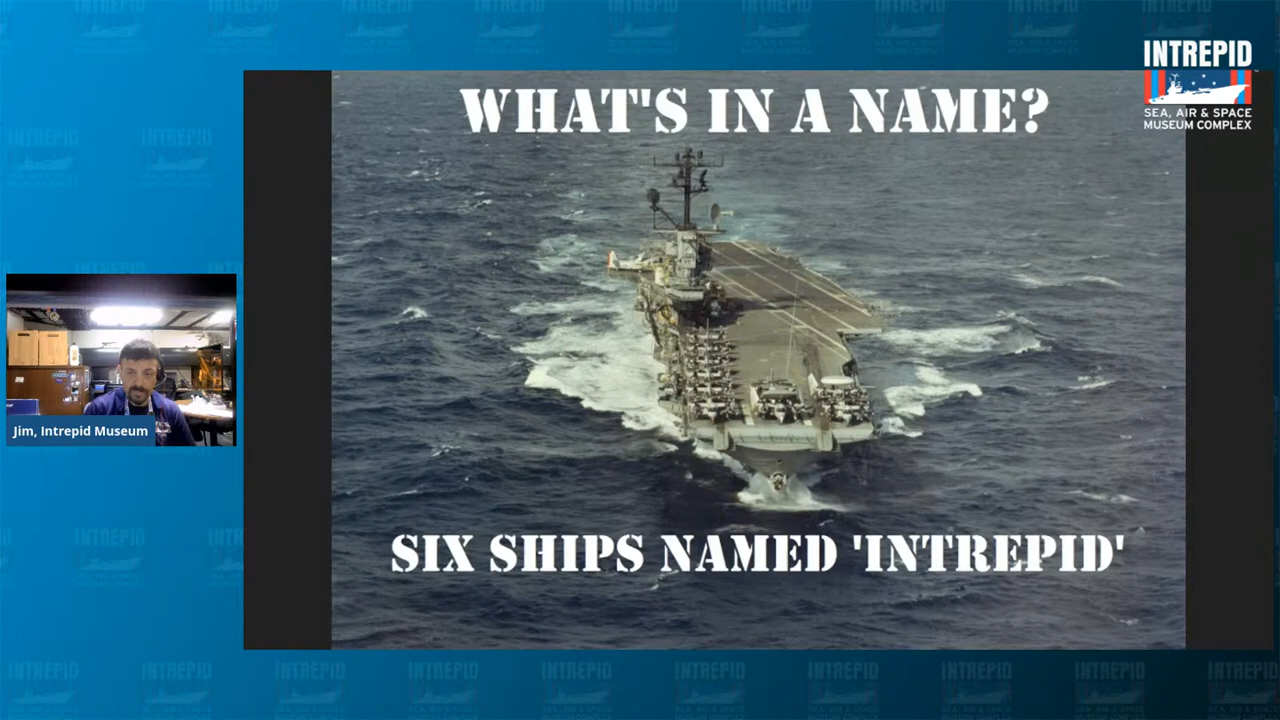 WHAT'S IN A NAME?
INTREPID
SEA, AIR & SPACE
MUSEUM COMPLEX
Jim, Intrepid Museum
SIX SHIPS NAMED 'INTREPID'